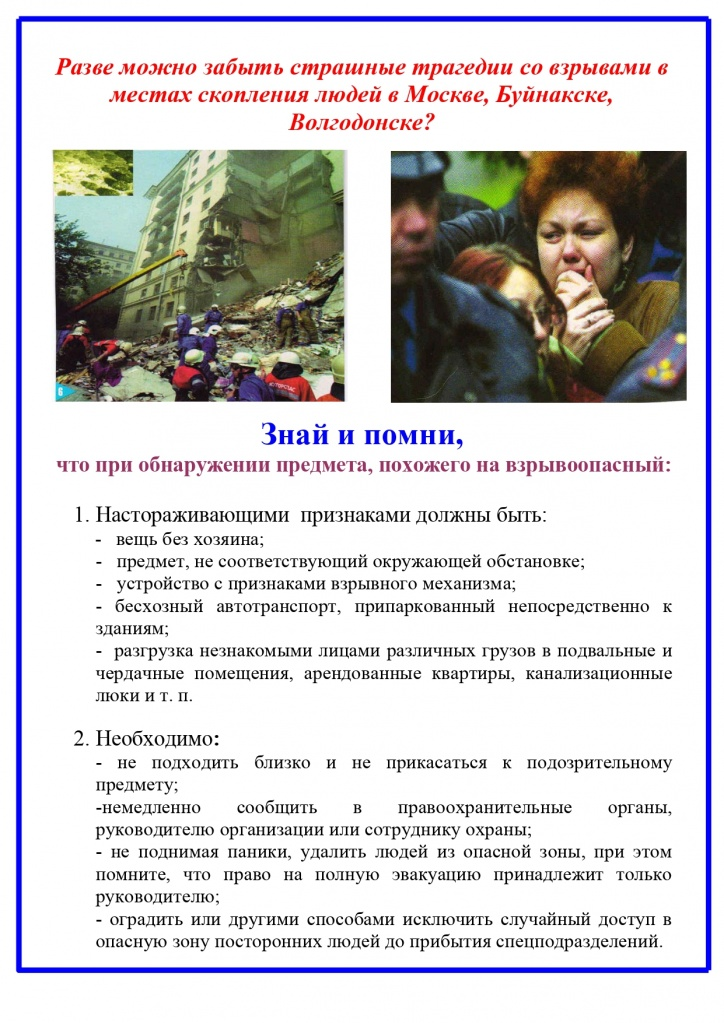 Разве можно забыть страшные трагедии со взрывами в
местах скопления людей в Москве, Буйнакске,
Волгодонске?
6
Знай и помни,
что при обнаружении предмета, похожего на взрывоопасный:
1. Настораживающими признаками должны быть:
- вещь без хозяина;
- предмет, не соответствующий окружающей обстановке;
- устройство с признаками взрывного механизма;
- бесхозный автотранспорт, припаркованный непосредственно к
зданиям;
- разгрузка незнакомыми лицами различных грузов в подвальные и
чердачные помещения, арендованные квартиры, канализационные
люки и т. п.
2. Необходимо:
- не подходить близко и не прикасаться к подозрительному
предмету;
-немедленно сообщить в правоохранительные органы,
руководителю организации или сотруднику охраны;
- не поднимая паники, удалить людей из опасной зоны, при этом
помните, что право на полную эвакуацию принадлежит только
руководителю;
- оградить или другими способами исключить случайный доступ в
опасную зону посторонних людей до прибытия спецподразделений.